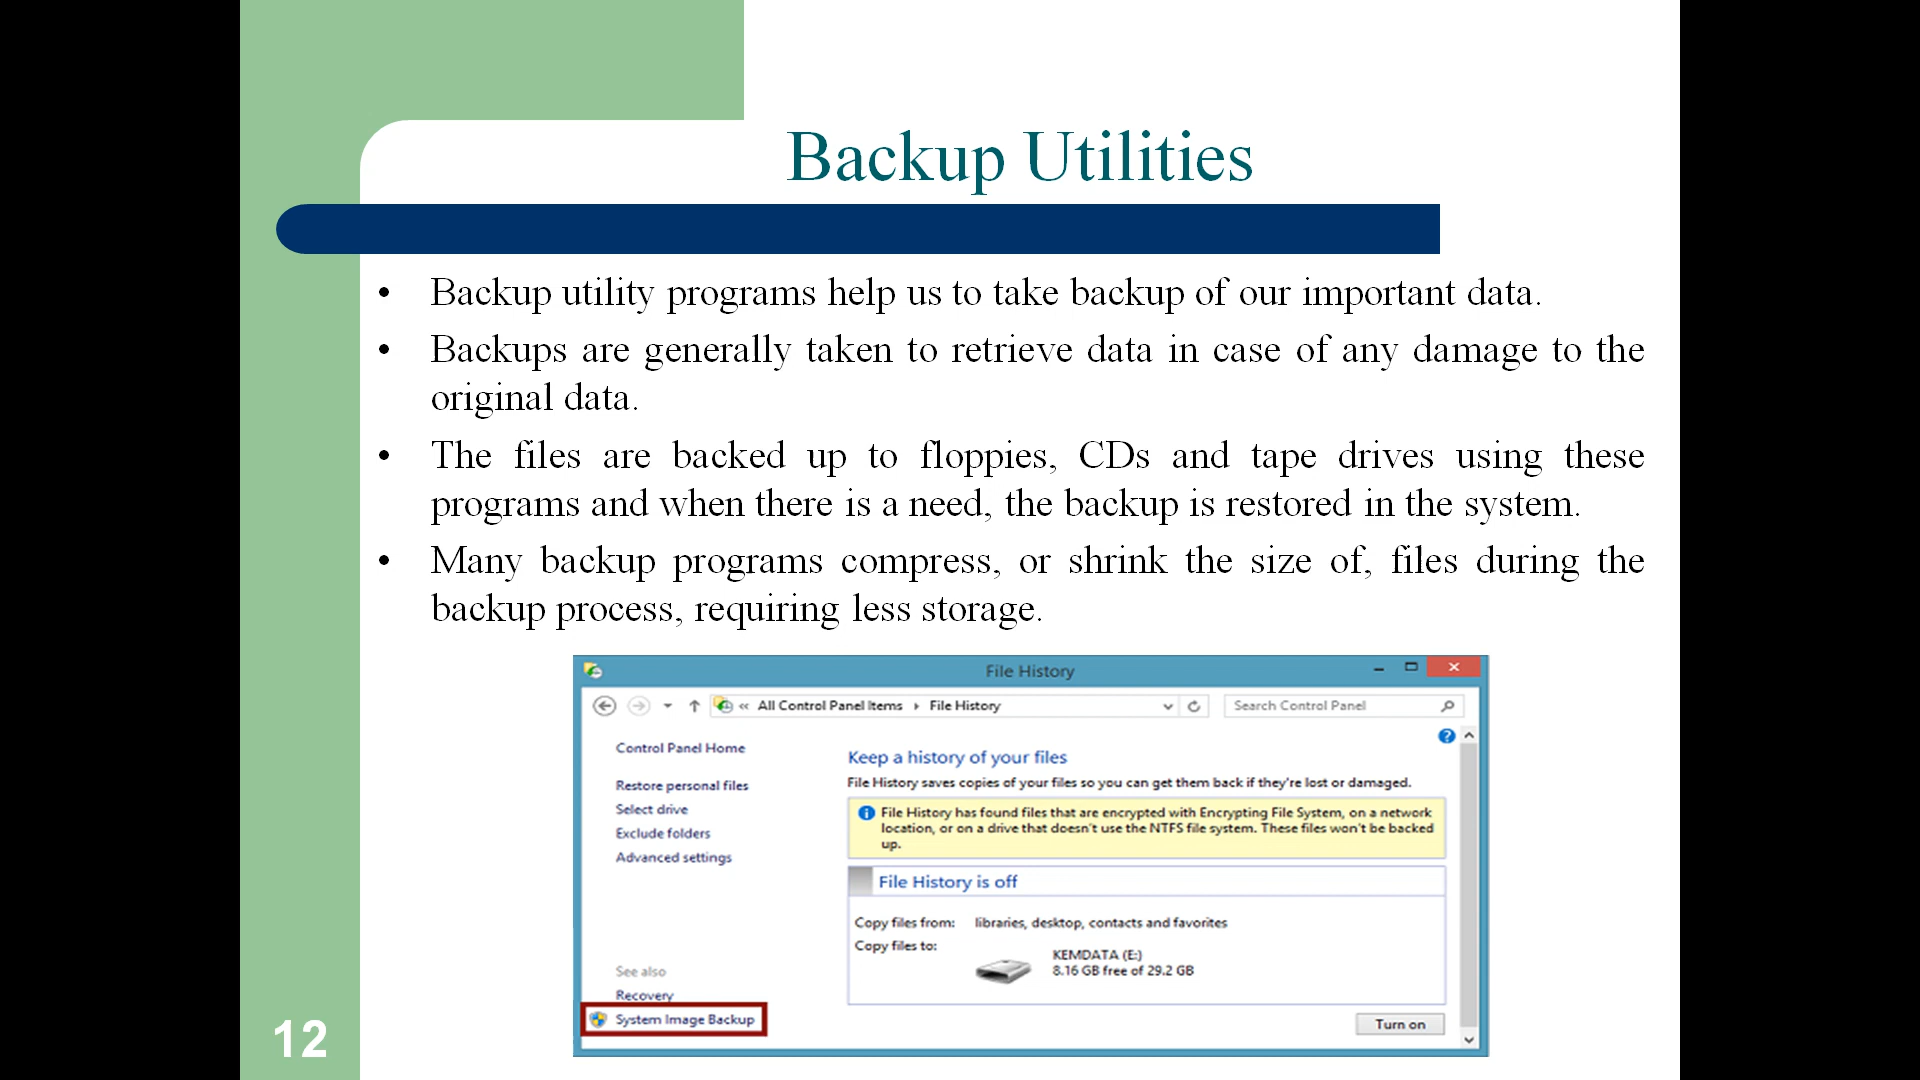 Backup Utilities
• Backup utility programs help us to take backup of our important data.
• Backups are generally taken to retrieve data in case of any damage to the
original data.
• The files are backed up to floppies, CDs and tape drives using these
programs and when there is a need, the backup is restored in the system.
• Many backup programs compress, or shrink the size of, files during the
backup process, requiring less storage.
File History
« All Control Panel Items File History
Search Control Panel
Control Panel Home
Restore personal files
Select drive
Exclude folders
Advanced settings
See also
Recovery
System Image Backup
Keep a history of your files
File History saves copies of your files so you can get them back if they're lost or damaged.
File History has found files that are encrypted with Encrypting File System, on a network
location, or on a drive that doesn't use the NTFS file system. These files won't be backed
up.
File History is off
Copy files from: libraries, desktop, contacts and favorites
Copy files to:
KEMDATA (E:)
8.16 GB free of 29.2 GB
Turn on
12